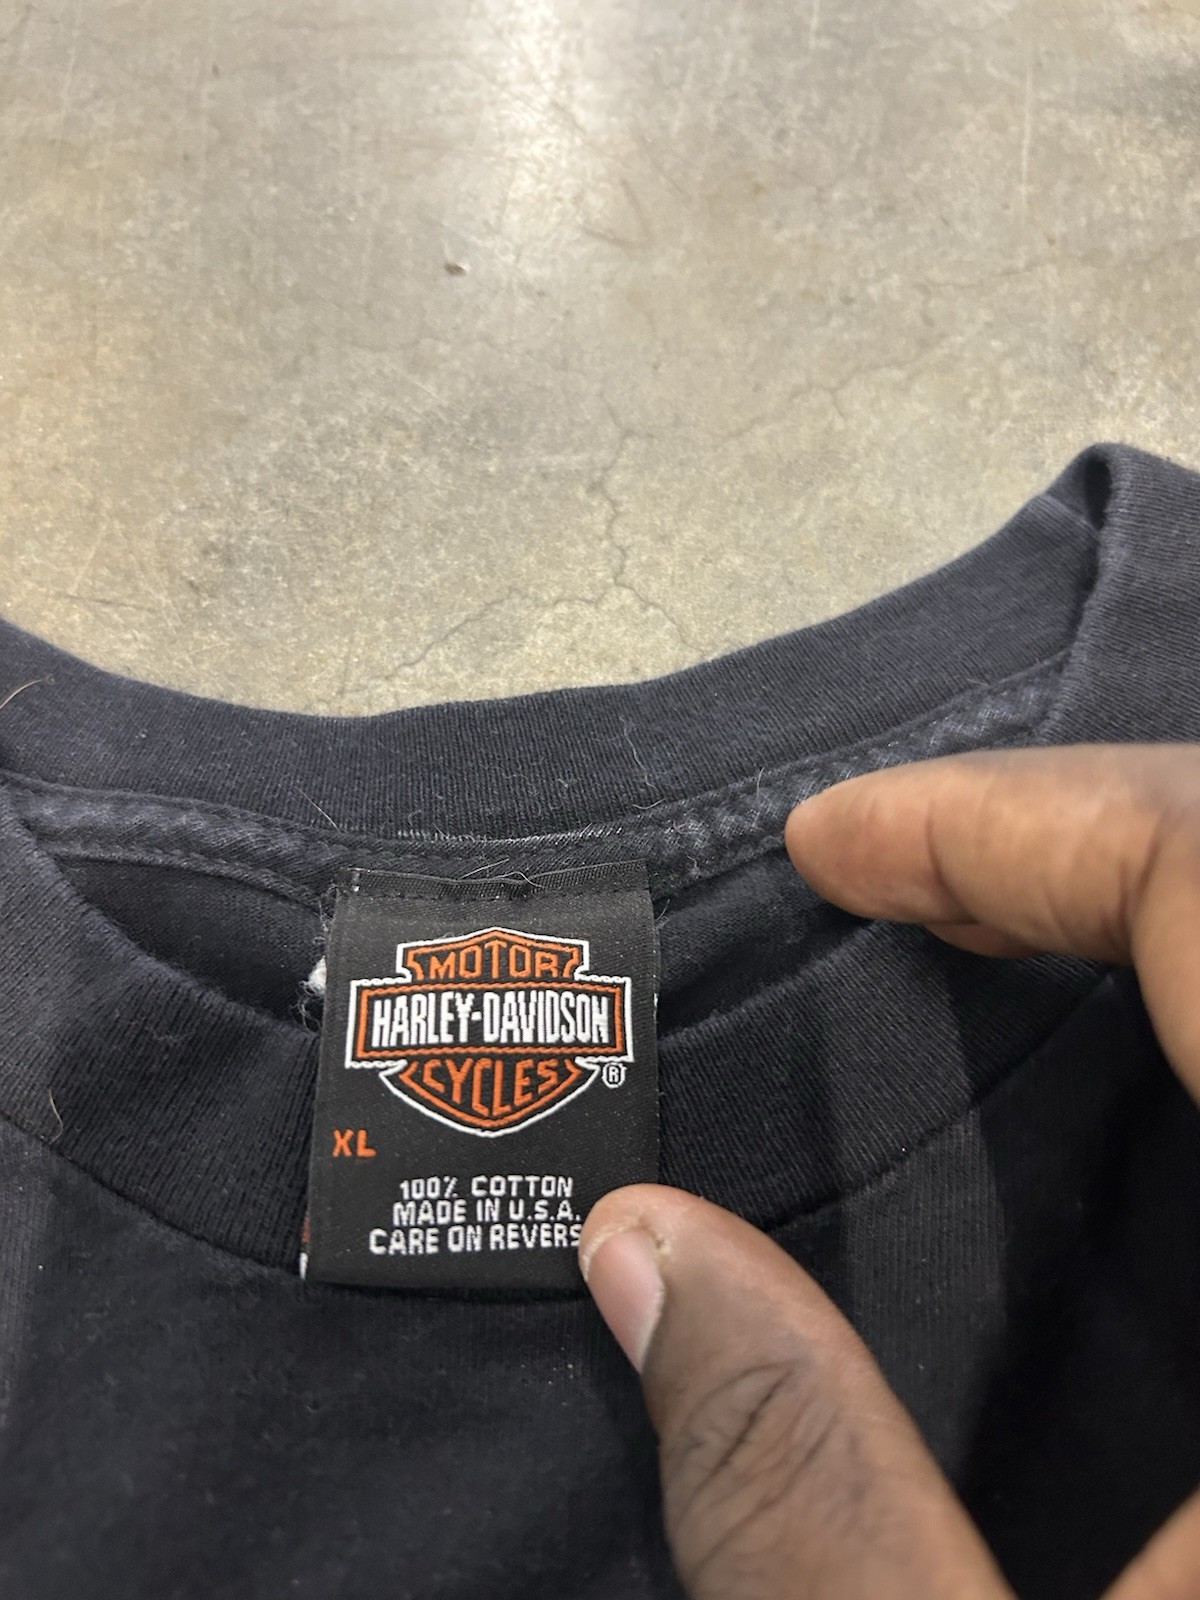 MOTOR
HARLEY-DAVIDSON
CYCLES
®
XL
100% COTTON
MADE IN U.S.A.
CARE ON REVERS